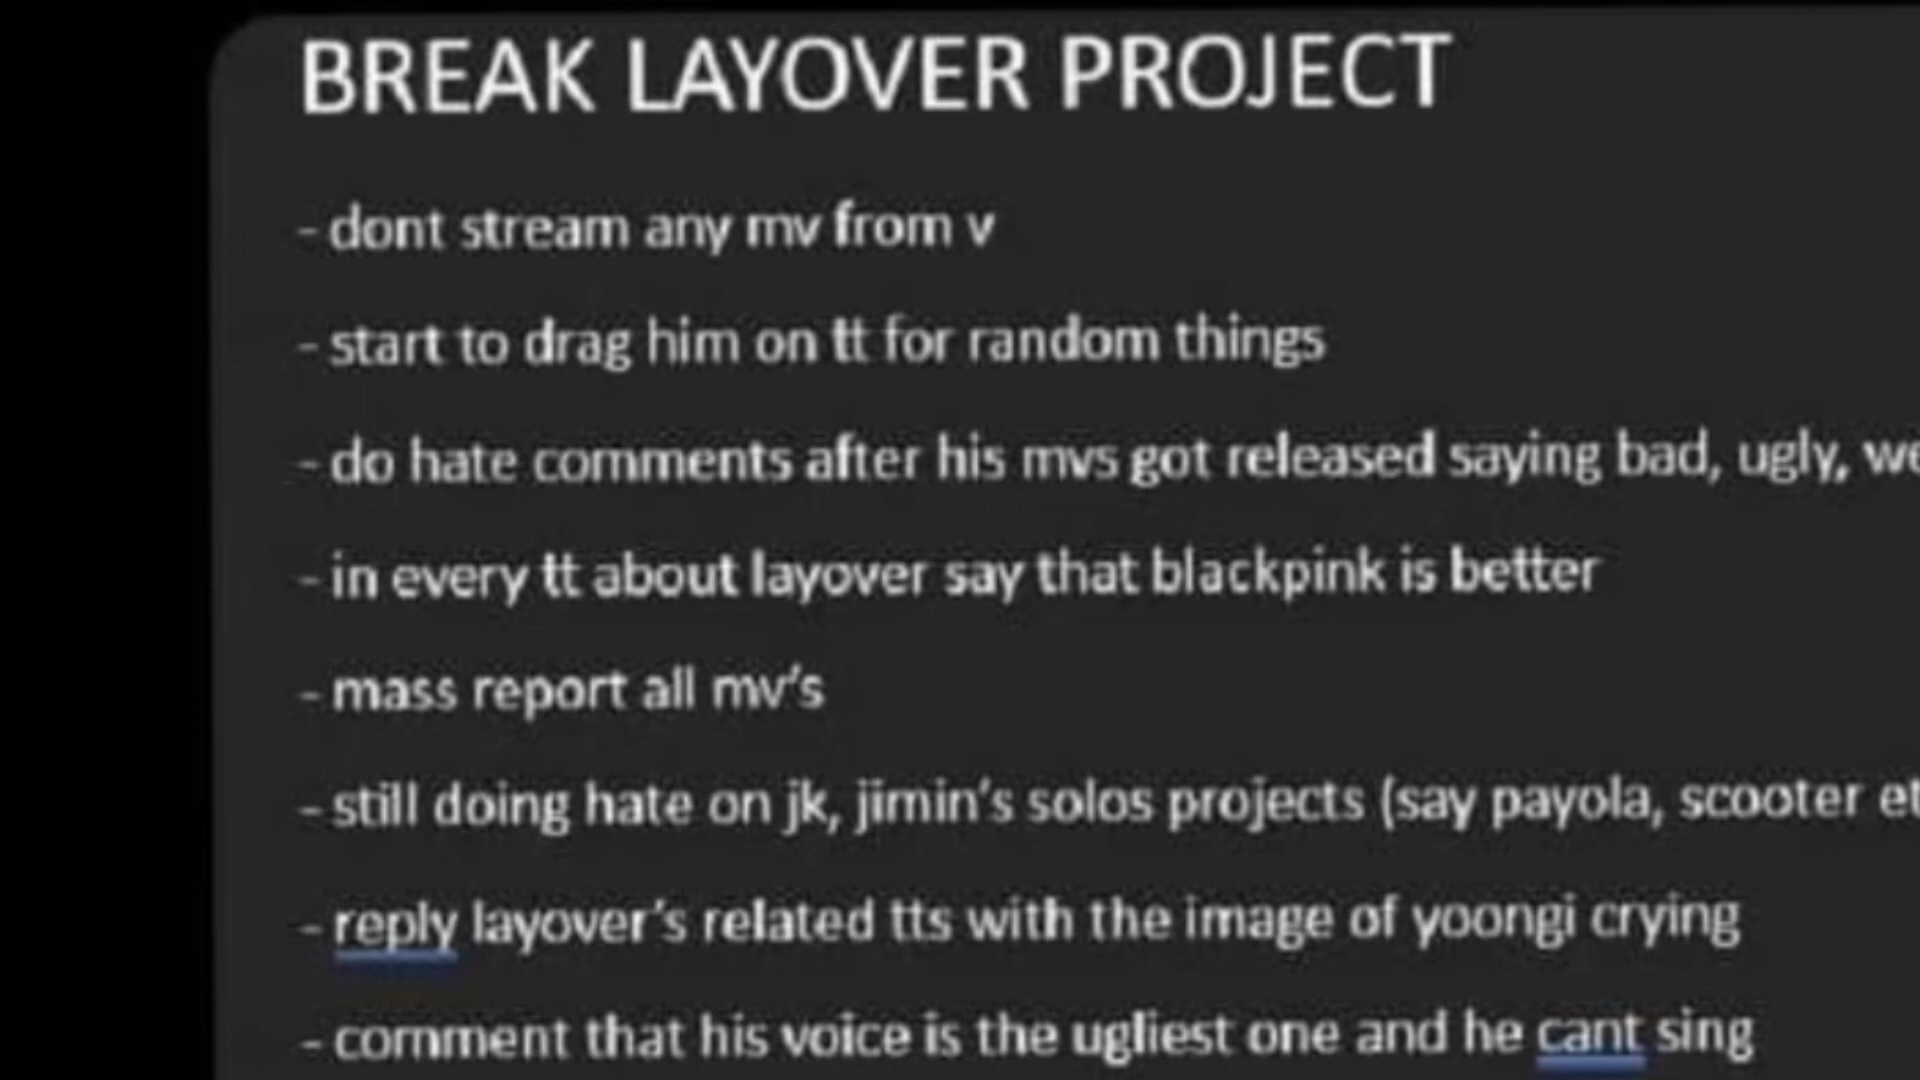 BREAK LAYOVER PROJECT
- dont stream any mv from v
- start to drag him on tt for random things
- do hate comments after his mvs got released saying bad, ugly,
- in every tt about layover say that blackpink is better
- mass report all mv's
- still doing hate on jk, jimin's solos projects (say payola, scooter
- reply layover's related tts with the image of yoongi crying
- comment that his voice is the ugliest one and he cant sing